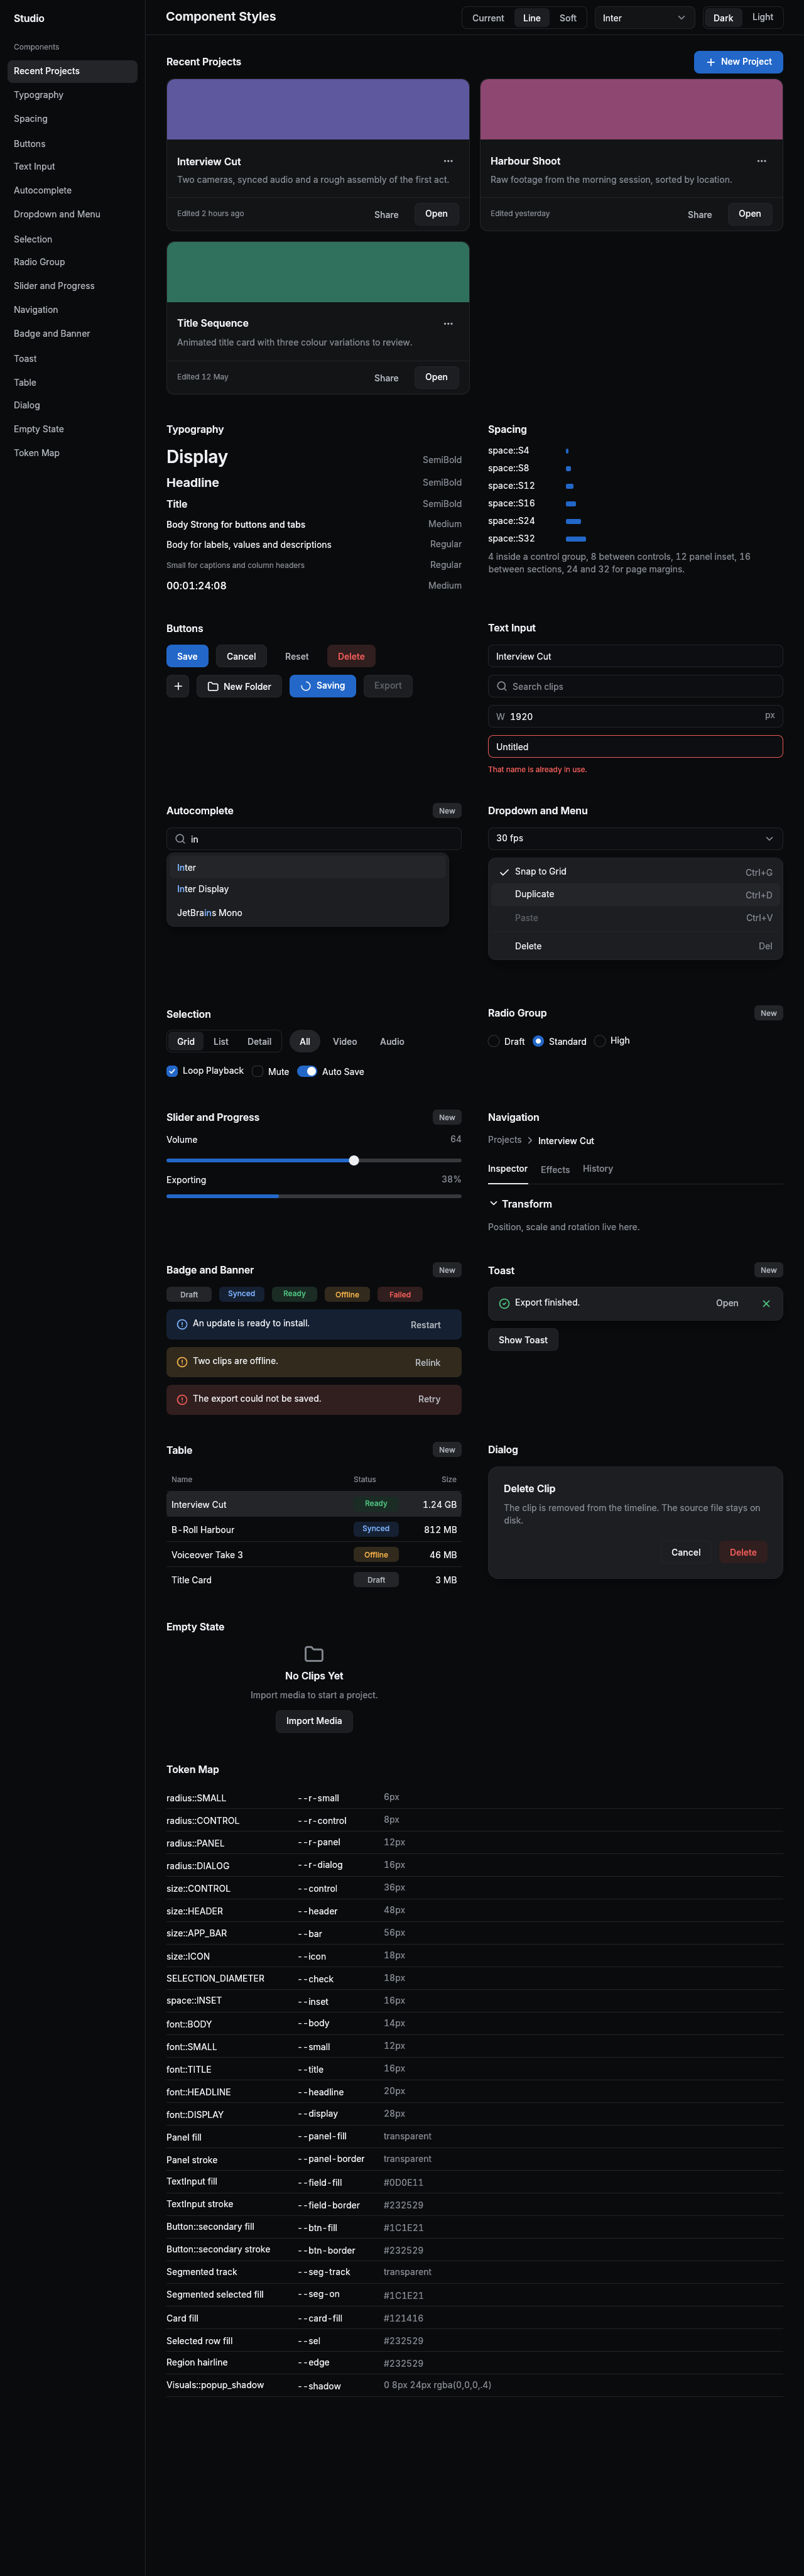 Studio
Components
Recent Projects
Typography
Spacing
Buttons
Text Input
Autocomplete
Dropdown and Menu
Selection
Radio Group
Slider and Progress
Navigation
Badge and Banner
Toast
Table
Dialog
Empty State
Token Map
Component Styles
Current Line Soft
Inter
Dark Light
Recent Projects
New Project
Interview Cut
Two cameras, synced audio and a rough assembly of the first act.
Edited 2 hours ago Share Open
Harbour Shoot
Raw footage from the morning session, sorted by location.
Edited yesterday Share Open
Title Sequence
Animated title card with three colour variations to review.
Edited 12 May Share Open
Typography
Display SemiBold
Headline SemiBold
Title SemiBold
Body Strong for buttons and tabs Medium
Body for labels, values and descriptions Regular
Small for captions and column headers Regular
00:01:24:08 Medium
Spacing
space::S4
space::S8
space::S12
space::S16
space::S24
space::S32
4 inside a control group, 8 between controls, 12 panel inset, 16
between sections, 24 and 32 for page margins.
Buttons
Save Cancel Reset Delete
New Folder Saving Export
Text Input
Interview Cut
Search clips
W 1920 px
Untitled
That name is already in use.
Autocomplete New
in
Inter
Inter Display
JetBrains Mono
Dropdown and Menu
30 fps
Snap to Grid Ctrl+G
Duplicate Ctrl+D
Paste Ctrl+V
Delete Del
Selection
Grid List Detail All Video Audio
Loop Playback Mute Auto Save
Radio Group New
Draft Standard High
Slider and Progress New
Volume 64
Exporting 38%
Navigation
Projects Interview Cut
Inspector Effects History
Transform
Position, scale and rotation live here.
Badge and Banner New
Draft Synced Ready Offline Failed
An update is ready to install. Restart
Two clips are offline. Relink
The export could not be saved. Retry
Toast New
Export finished. Open
Show Toast
Table New
Name Status Size
Interview Cut Ready 1.24 GB
B-Roll Harbour Synced 812 MB
Voiceover Take 3 Offline 46 MB
Title Card Draft 3 MB
Dialog
Delete Clip
The clip is removed from the timeline. The source file stays on
disk.
Cancel Delete
Empty State
No Clips Yet
Import media to start a project.
Import Media
Token Map
radius::SMALL --r-small 6px
radius::CONTROL --r-control 8px
radius::PANEL --r-panel 12px
radius::DIALOG --r-dialog 16px
size::CONTROL --control 36px
size::HEADER --header 48px
size::APP_BAR --bar 56px
size::ICON --icon 18px
SELECTION_DIAMETER --check 18px
space::INSET --inset 16px
font::BODY --body 14px
font::SMALL --small 12px
font::TITLE --title 16px
font::HEADLINE --headline 20px
font::DISPLAY --display 28px
Panel fill --panel-fill transparent
Panel stroke --panel-border transparent
TextInput fill --field-fill #0D0E11
TextInput stroke --field-border #232529
Button::secondary fill --btn-fill #1C1E21
Button::secondary stroke --btn-border #232529
Segmented track --seg-track transparent
Segmented selected fill --seg-on #1C1E21
Card fill --card-fill #121416
Selected row fill --sel #232529
Region hairline --edge #232529
Visuals::popup_shadow --shadow 0 8px 24px rgba(0,0,0,.4)